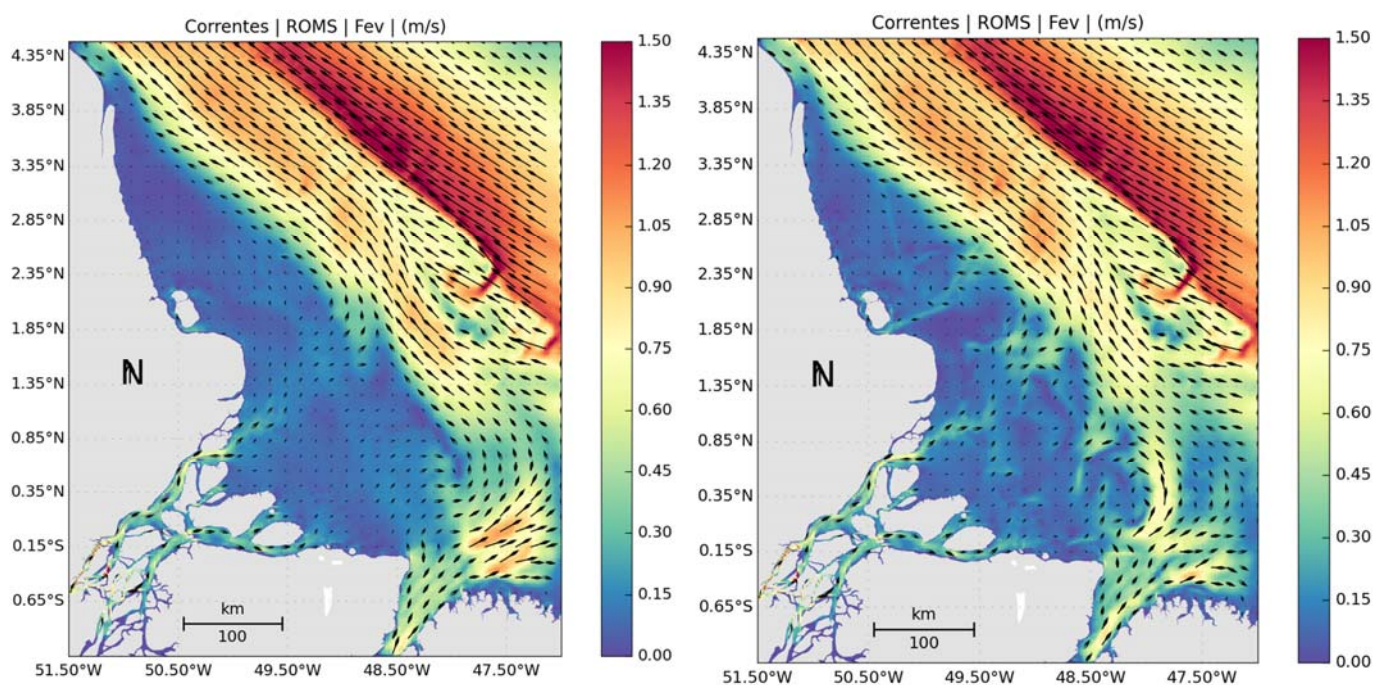 Correntes | ROMS | Fev | (m/s)
4.35°N
3.85°N
3.35°N
2.85°N
2.35°N
1.85°N
1.35°N
0.85°N
0.35°N
0.15°S
0.65°S
N
km
100
51.50°W 50.50°W 49.50°W 48.50°W 47.50°W
1.50
1.35
1.20
1.05
0.90
0.75
0.60
0.45
0.30
0.15
0.00
Correntes | ROMS | Fev | (m/s)
4.35°N
3.85°N
3.35°N
2.85°N
2.35°N
1.85°N
1.35°N
0.85°N
0.35°N
0.15°S
0.65°S
N
km
100
51.50°W 50.50°W 49.50°W 48.50°W 47.50°W
1.50
1.35
1.20
1.05
0.90
0.75
0.60
0.45
0.30
0.15
0.00